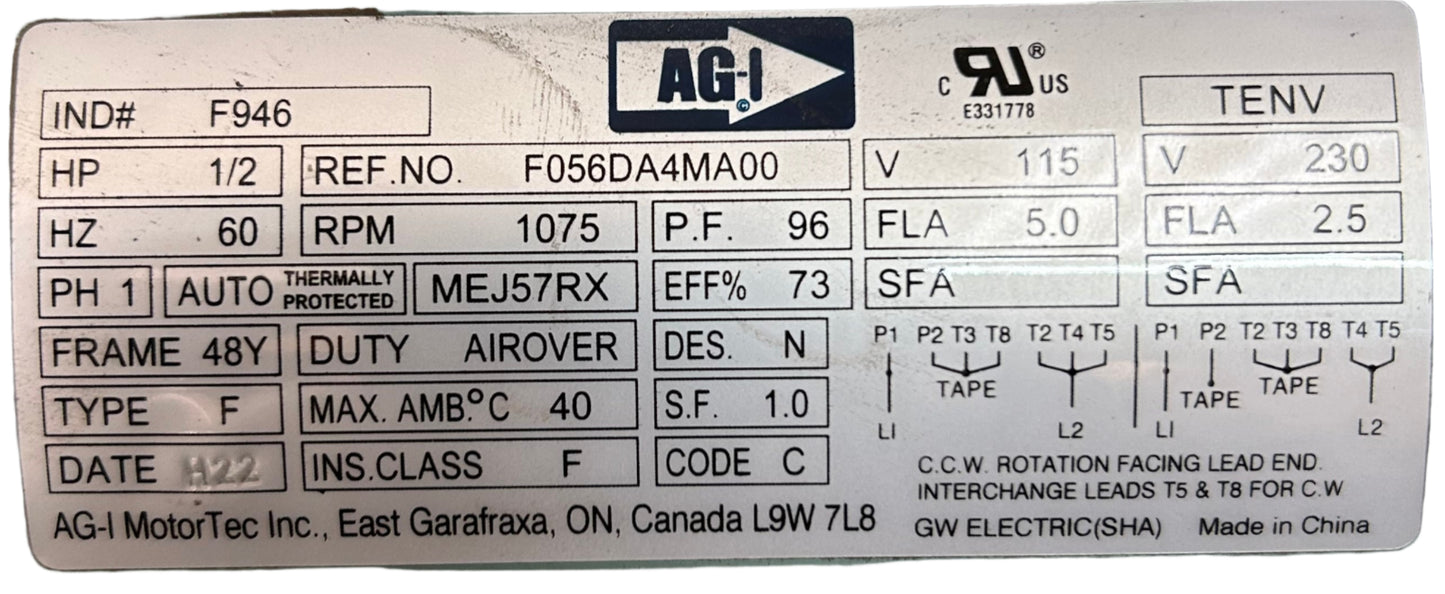 AG-I
©
C RU® US
E331778
TENV
IND# F946
HP 1/2
REF.NO. F056DA4MA00
V 115
V 230
HZ 60
RPM 1075
P.F. 96
FLA 5.0
FLA 2.5
PH 1
AUTO THERMALLY PROTECTED
MEJ57RX
EFF% 73
SFA
SFA
FRAME 48Y
DUTY AIROVER
DES. N
P1 P2 T3 T8 T2 T4 T5
P1 P2 T2 T3 T8 T4 T5
TAPE
TAPE TAPE
TYPE F
MAX. AMB.°C 40
S.F. 1.0
L1 L2
L1 L2
DATE H22
INS.CLASS F
CODE C
C.C.W. ROTATION FACING LEAD END.
INTERCHANGE LEADS T5 & T8 FOR C.W
AG-I MotorTec Inc., East Garafraxa, ON, Canada L9W 7L8
GW ELECTRIC(SHA) Made in China